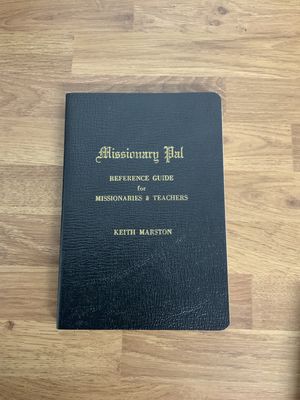 Missionary Pal
REFERENCE GUIDE
for
MISSIONARIES & TEACHERS
KEITH MARSTON